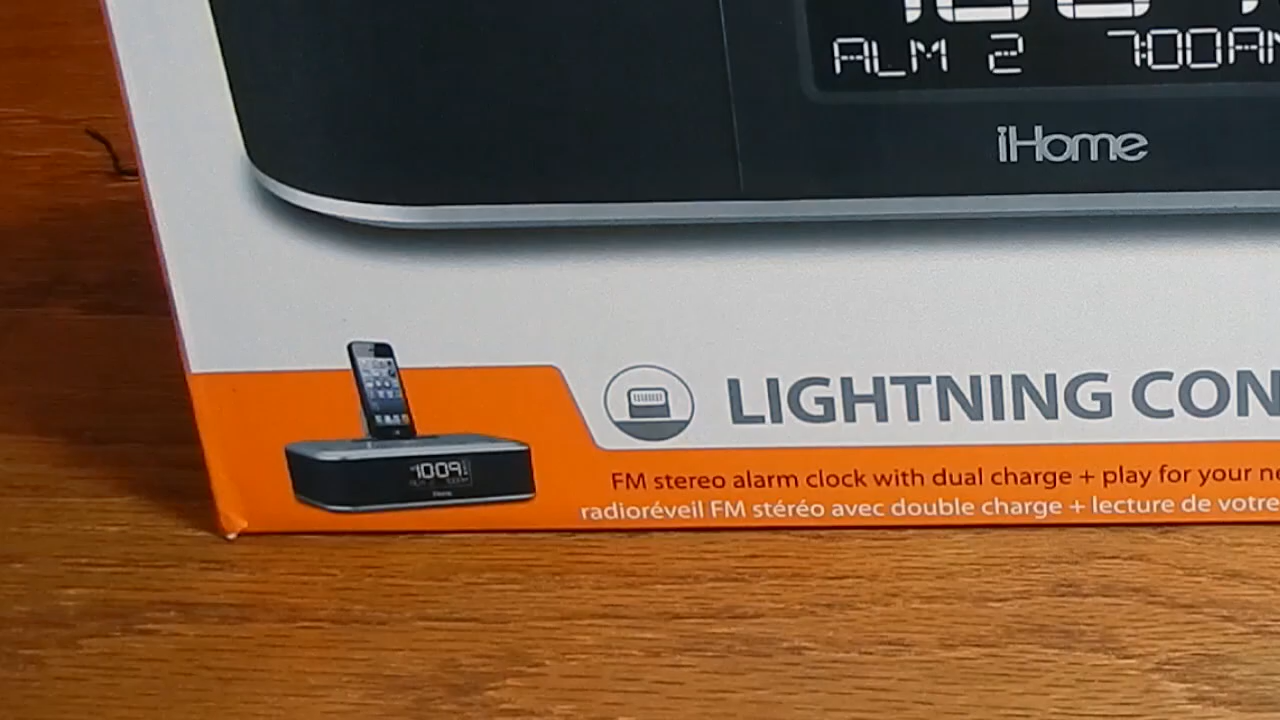 ALM 2 7:00AM
iHome
LIGHTNING CON
1009
FM stereo alarm clock with dual charge + play for your ne
radioréveil FM stéréo avec double charge + lecture de votre